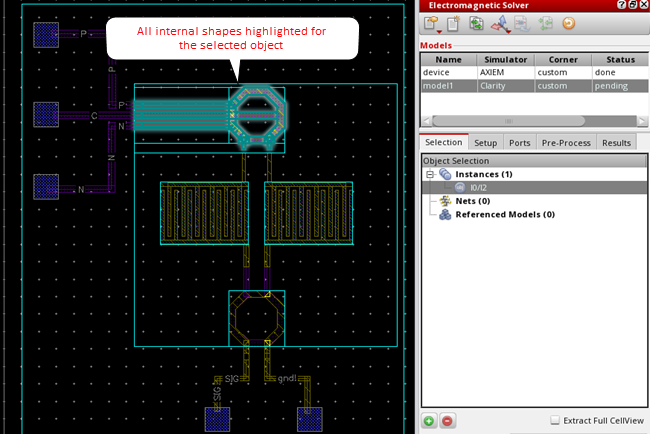 All internal shapes highlighted for
the selected object
P
P
P
C
N
N
N
SIG
gndl
SIG
Electromagnetic Solver
Models
Name Simulator Corner Status
device AXIEM custom done
model1 Clarity custom pending
Selection Setup Ports Pre-Process Results
Object Selection
Instances (1)
I0/I2
Nets (0)
Referenced Models (0)
Extract Full CellView